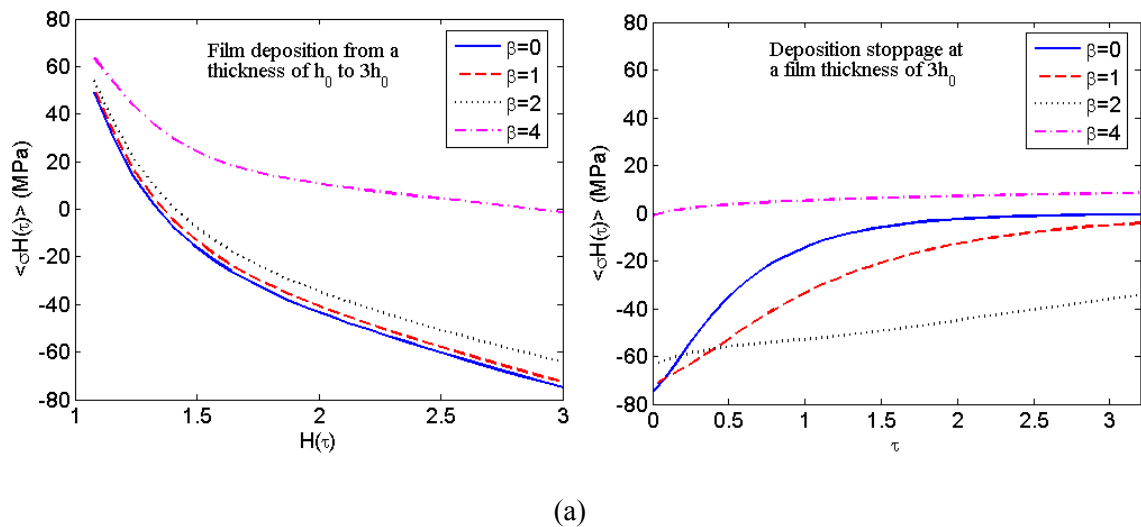 80
60
40
20
0
-20
-40
-60
-80
<σH(τ)> (MPa)
Film deposition from a
thickness of h₀ to 3h₀
β=0
β=1
β=2
β=4
1
1.5
2
2.5
3
H(τ)
80
60
40
20
0
-20
-40
-60
-80
<σH(τ)> (MPa)
Deposition stoppage at
a film thickness of 3h₀
β=0
β=1
β=2
β=4
0
0.5
1
1.5
2
2.5
3
τ
(a)